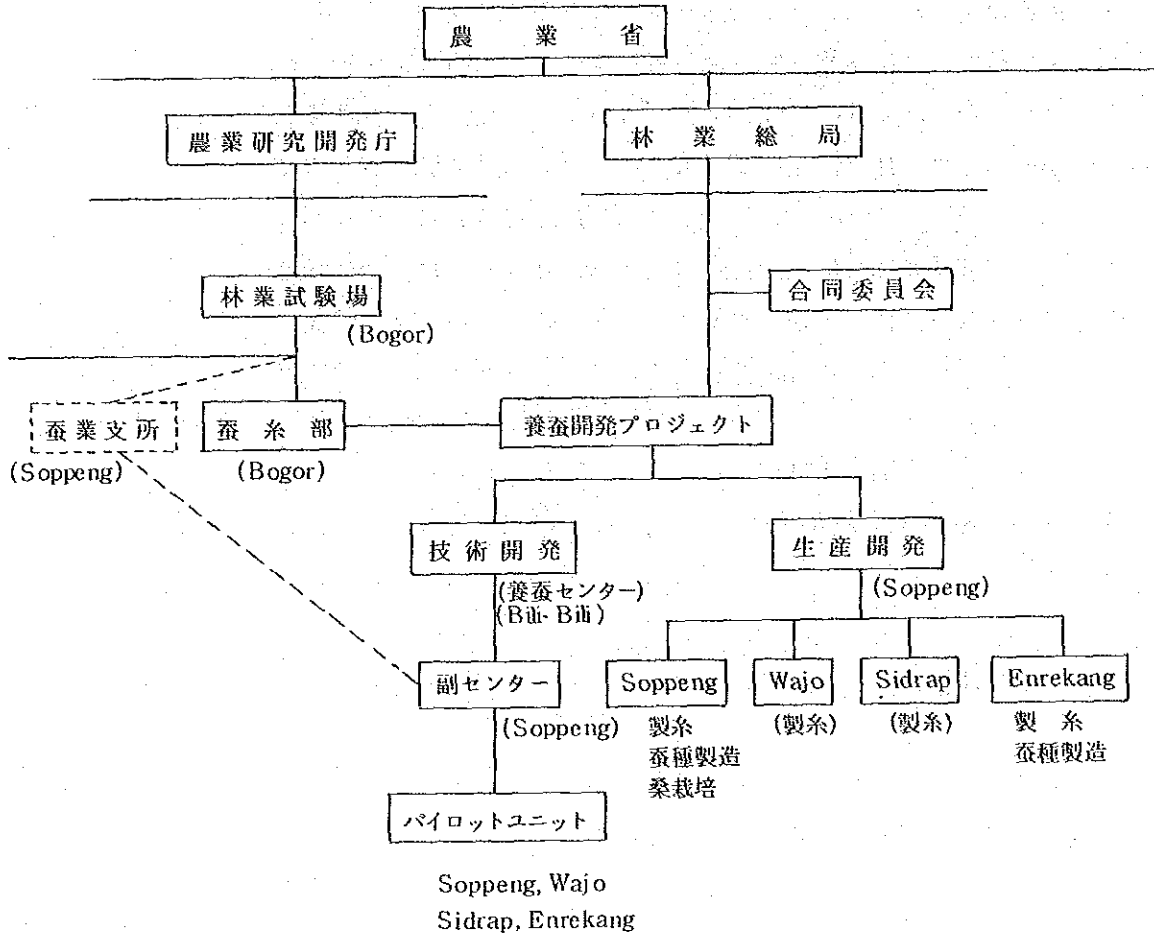 農業省
農業研究開発庁
林業総局
林業試験場
(Bogor)
合同委員会
蚕業支所
(Soppeng)
蚕糸部
(Bogor)
養蚕開発プロジェクト
技術開発
(養蚕センター)
(Bili-Bili)
生産開発
(Soppeng)
副センター
(Soppeng)
Soppeng
製糸
蚕種製造
桑栽培
Wajo
(製糸)
Sidrap
(製糸)
Enrekang
製糸
蚕種製造
パイロットユニット
Soppeng, Wajo
Sidrap, Enrekang